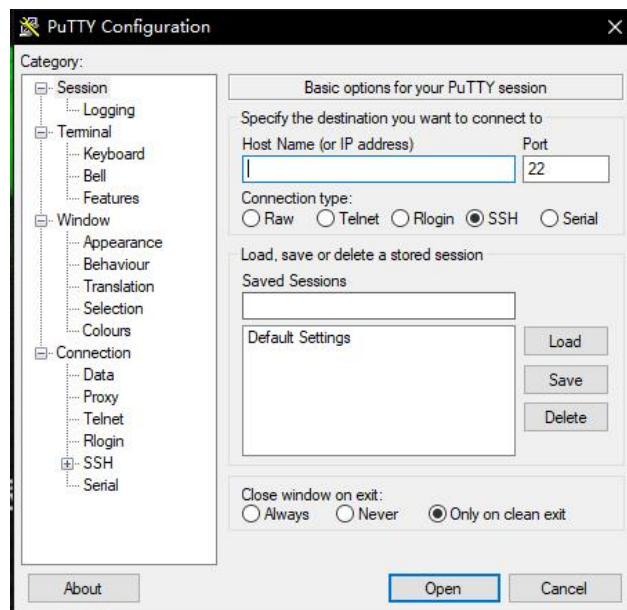 PuTTY Configuration
Category:
Session
Logging
Terminal
Keyboard
Bell
Features
Window
Appearance
Behaviour
Translation
Selection
Colours
Connection
Data
Proxy
Telnet
Rlogin
SSH
Serial
Basic options for your PuTTY session
Specify the destination you want to connect to
Host Name (or IP address) Port
22
Connection type:
Raw Telnet Rlogin SSH Serial
Load, save or delete a stored session
Saved Sessions
Default Settings
Load
Save
Delete
Close window on exit:
Always Never Only on clean exit
About Open Cancel